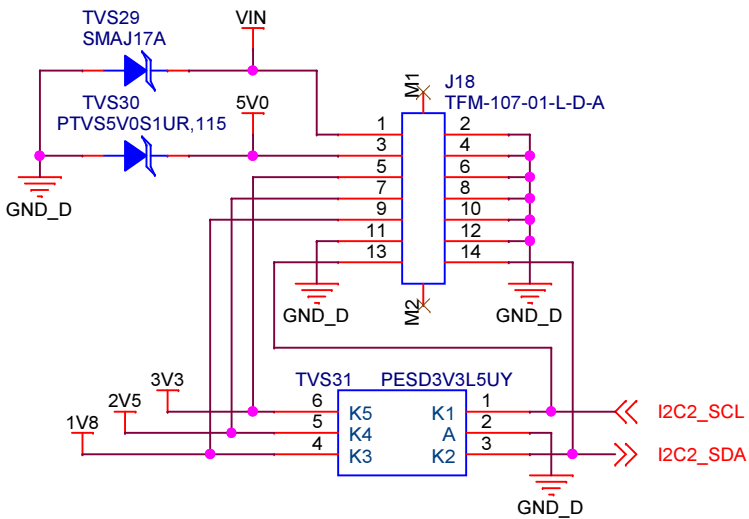 TVS29
SMAJ17A
VIN
TVS30
PTVS5V0S1UR,115
5V0
GND_D
M1
J18
TFM-107-01-L-D-A
1 2
3 4
5 6
7 8
9 10
11 12
13 14
M2
GND_D
GND_D
3V3
2V5
1V8
TVS31
PESD3V3L5UY
6 K5 K1 1
5 K4 A 2
4 K3 K2 3
I2C2_SCL
I2C2_SDA
GND_D